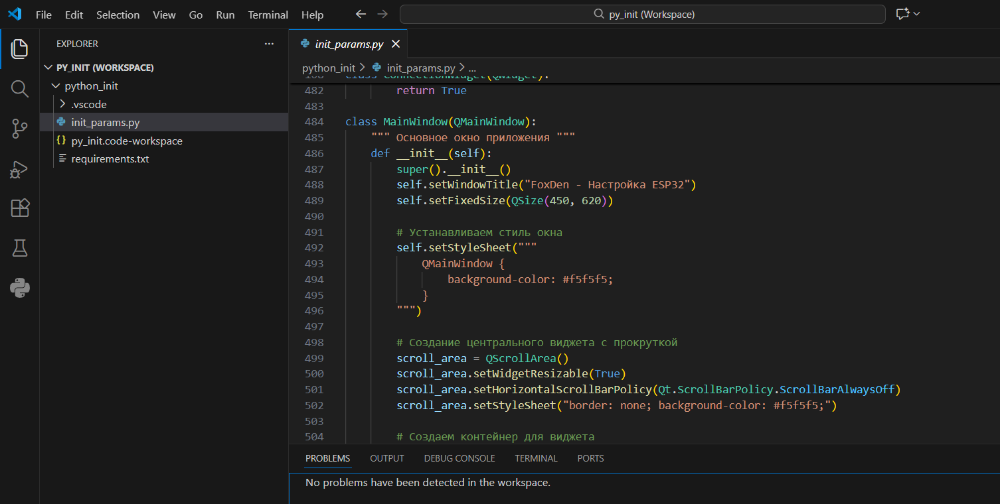 File Edit Selection View Go Run Terminal Help
py_init (Workspace)
EXPLORER
PY_INIT (WORKSPACE)
python_init
.vscode
init_params.py
py_init.code-workspace
requirements.txt
init_params.py
python_init > init_params.py > ...
class ConnectionWidget(QWidget):
482 return True
483
484 class MainWindow(QMainWindow):
485 """ Основное окно приложения """
486 def __init__(self):
487 super().__init__()
488 self.setWindowTitle("FoxDen - Настройка ESP32")
489 self.setFixedSize(QSize(450, 620))
490
491 # Устанавливаем стиль окна
492 self.setStyleSheet("""
493 QMainWindow {
494 background-color: #f5f5f5;
495 }
496 """)
497
498 # Создание центрального виджета с прокруткой
499 scroll_area = QScrollArea()
500 scroll_area.setWidgetResizable(True)
501 scroll_area.setHorizontalScrollBarPolicy(Qt.ScrollBarPolicy.ScrollBarAlwaysOff)
502 scroll_area.setStyleSheet("border: none; background-color: #f5f5f5;")
503
504 # Создаем контейнер для виджета
PROBLEMS OUTPUT DEBUG CONSOLE TERMINAL PORTS
No problems have been detected in the workspace.